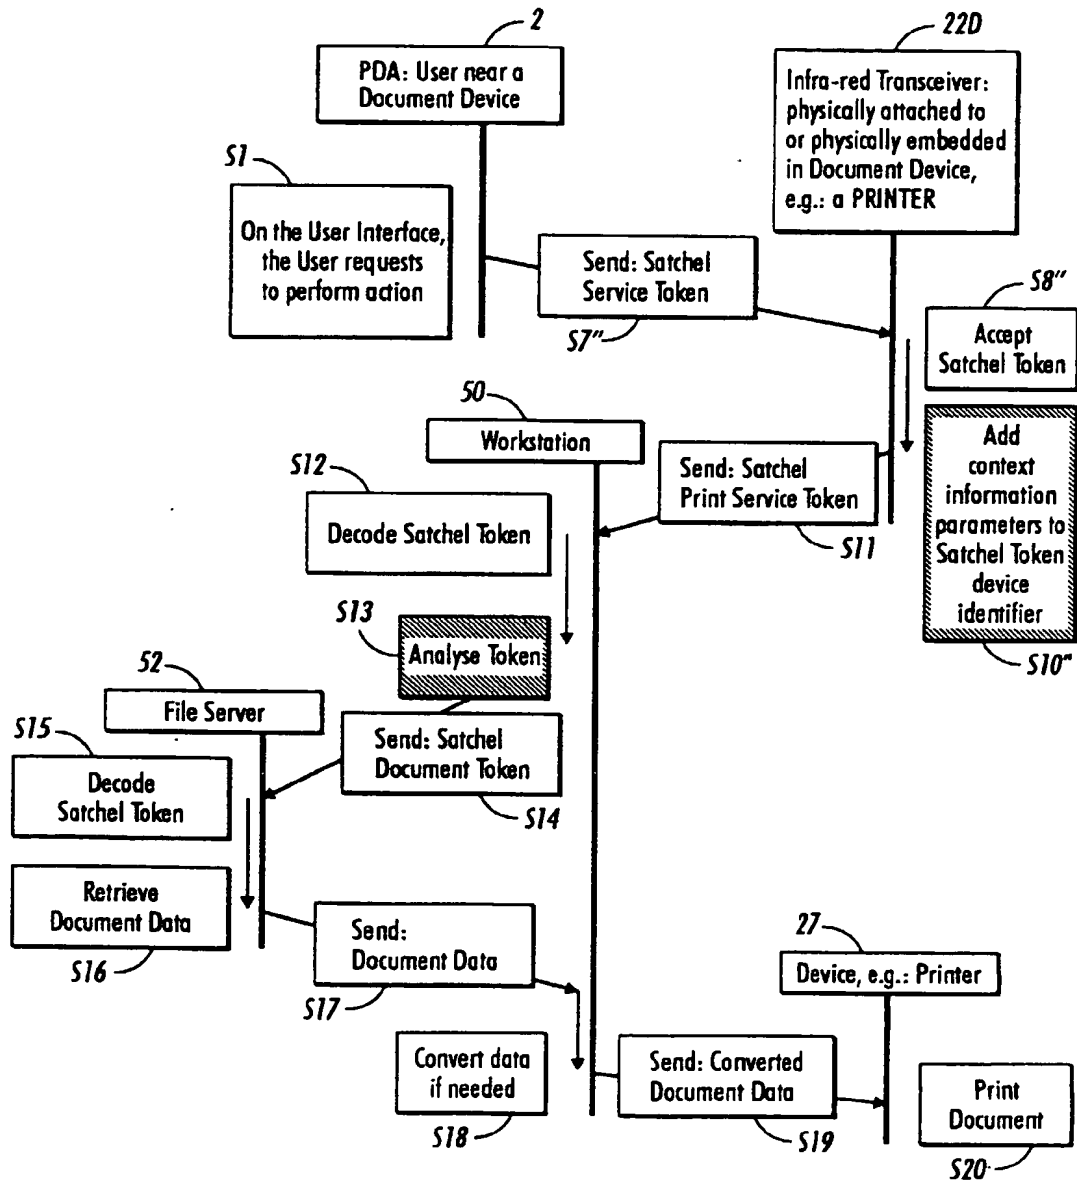 2
22D
PDA: User near a
Document Device
Infra-red Transceiver:
physically attached to
or physically embedded
in Document Device,
e.g.: a PRINTER
S1
On the User Interface,
the User requests
to perform action
Send: Satchel
Service Token
S7"
S8"
Accept
Satchel Token
50
Workstation
Add
context
information
parameters to
Satchel Token
device
identifier
S10"
Send: Satchel
Print Service Token
S11
S12
Decode Satchel Token
S13
Analyse Token
52
File Server
S15
Decode
Satchel Token
Send: Satchel
Document Token
S14
Retrieve
Document Data
S16
Send:
Document Data
S17
27
Device, e.g.: Printer
Convert data
if needed
S18
Send: Converted
Document Data
S19
Print
Document
S20